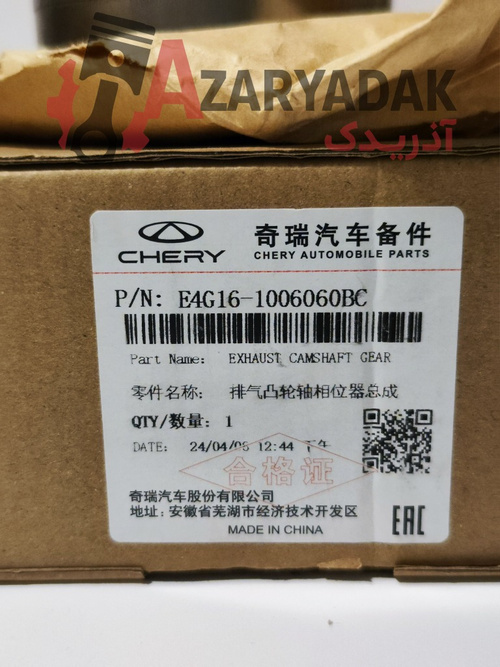 AZARYADAK
آذریدک
CHERY
奇瑞汽车备件
CHERY AUTOMOBILE PARTS
P/N: E4G16-1006060BC
Part Name: EXHAUST CAMSHAFT GEAR
零件名称: 排气凸轮轴相位器总成
QTY/数量: 1
DATE: 24/04/06 12:44 下午
合格证
奇瑞汽车股份有限公司
地址: 安徽省芜湖市经济技术开发区
MADE IN CHINA
EAC